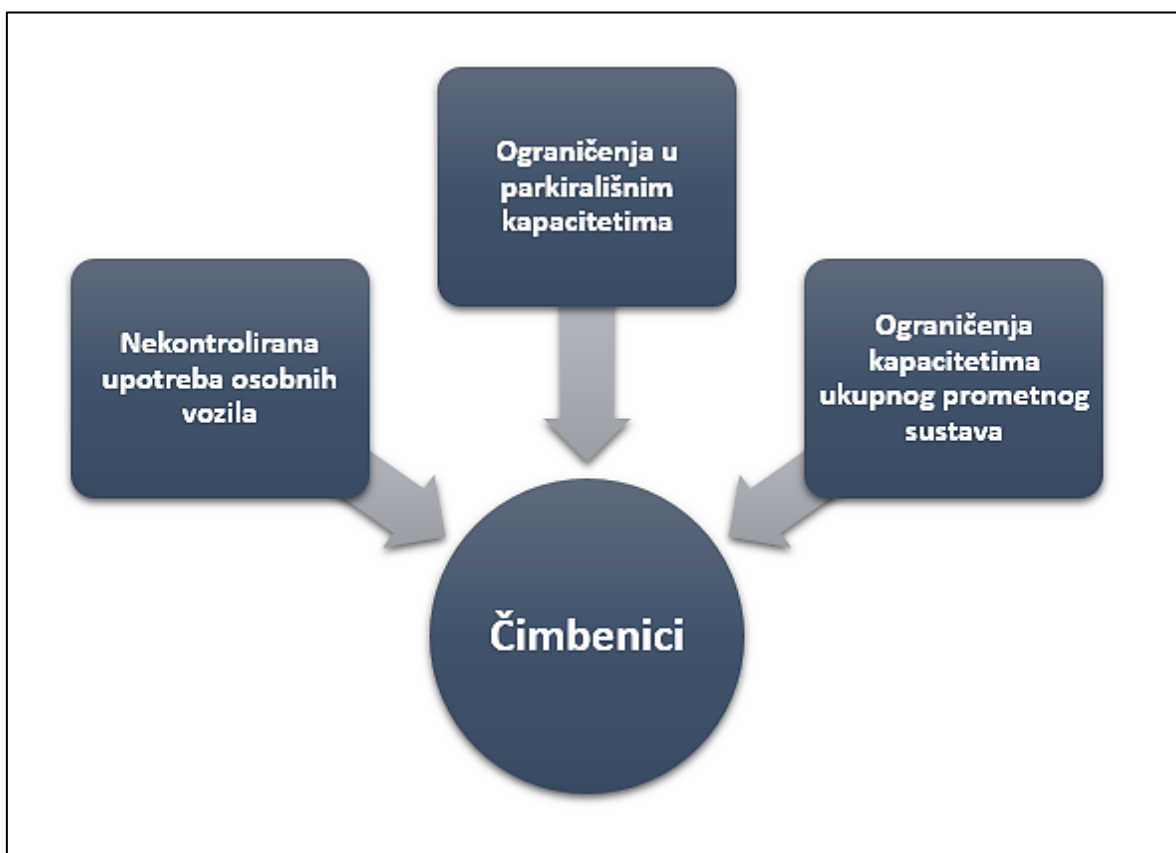 Ograničenja u
parkirališnim
kapacitetima
Nekontrolirana
upotreba osobnih
vozila
Ograničenja
kapacitetima
ukupnog prometnog
sustava
Čimbenici